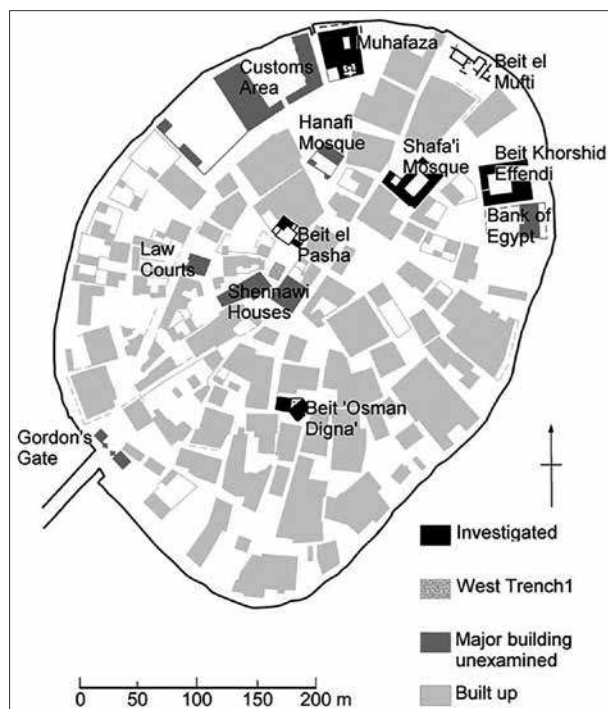 Muhafaza
Customs
Area
Beit el
Mufti
Hanafi
Mosque
Shafa'i
Mosque
Beit Khorshid
Effendi
Bank of
Egypt
Beit el
Pasha
Law
Courts
Shennawi
Houses
Beit 'Osman
Digna'
Gordon's
Gate
Investigated
West Trench1
Major building
unexamined
Built up
0 50 100 150 200 m